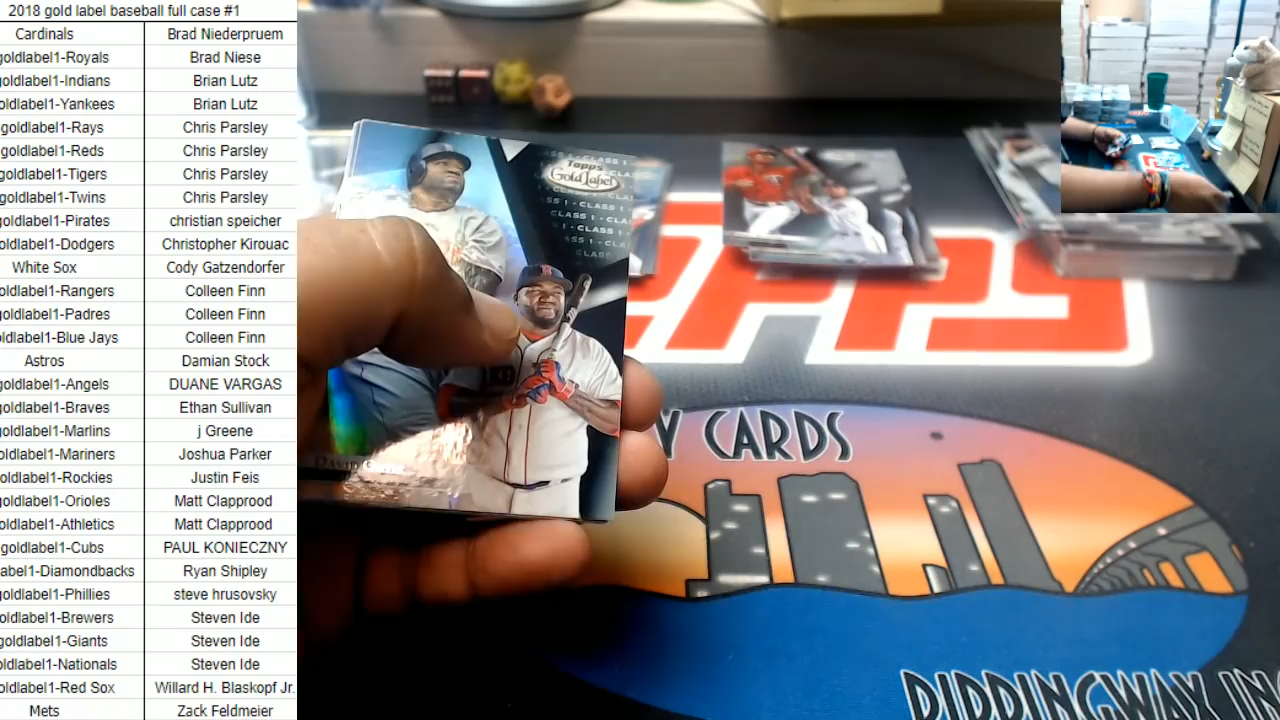 2018 gold label baseball full case #1
Cardinals Brad Niederpruem
goldlabel1-Royals Brad Niese
goldlabel1-Indians Brian Lutz
oldlabel1-Yankees Brian Lutz
goldlabel1-Rays Chris Parsley
goldlabel1-Reds Chris Parsley
goldlabel1-Tigers Chris Parsley
goldlabel1-Twins Chris Parsley
goldlabel1-Pirates christian speicher
goldlabel1-Dodgers Christopher Kirouac
White Sox Cody Gatzendorfer
goldlabel1-Rangers Colleen Finn
goldlabel1-Padres Colleen Finn
oldlabel1-Blue Jays Colleen Finn
Astros Damian Stock
goldlabel1-Angels DUANE VARGAS
goldlabel1-Braves Ethan Sullivan
goldlabel1-Marlins j Greene
oldlabel1-Mariners Joshua Parker
goldlabel1-Rockies Justin Feis
goldlabel1-Orioles Matt Clapprood
oldlabel1-Athletics Matt Clapprood
goldlabel1-Cubs PAUL KONIECZNY
abel1-Diamondbacks Ryan Shipley
goldlabel1-Phillies steve hrusovsky
goldlabel1-Brewers Steven Ide
goldlabel1-Giants Steven Ide
oldlabel1-Nationals Steven Ide
oldlabel1-Red Sox Willard H. Blaskopf Jr.
Mets Zack Feldmeier
Topps
Gold Label
CLASS 1
Y CARDS
RIPPINGWAX.IN